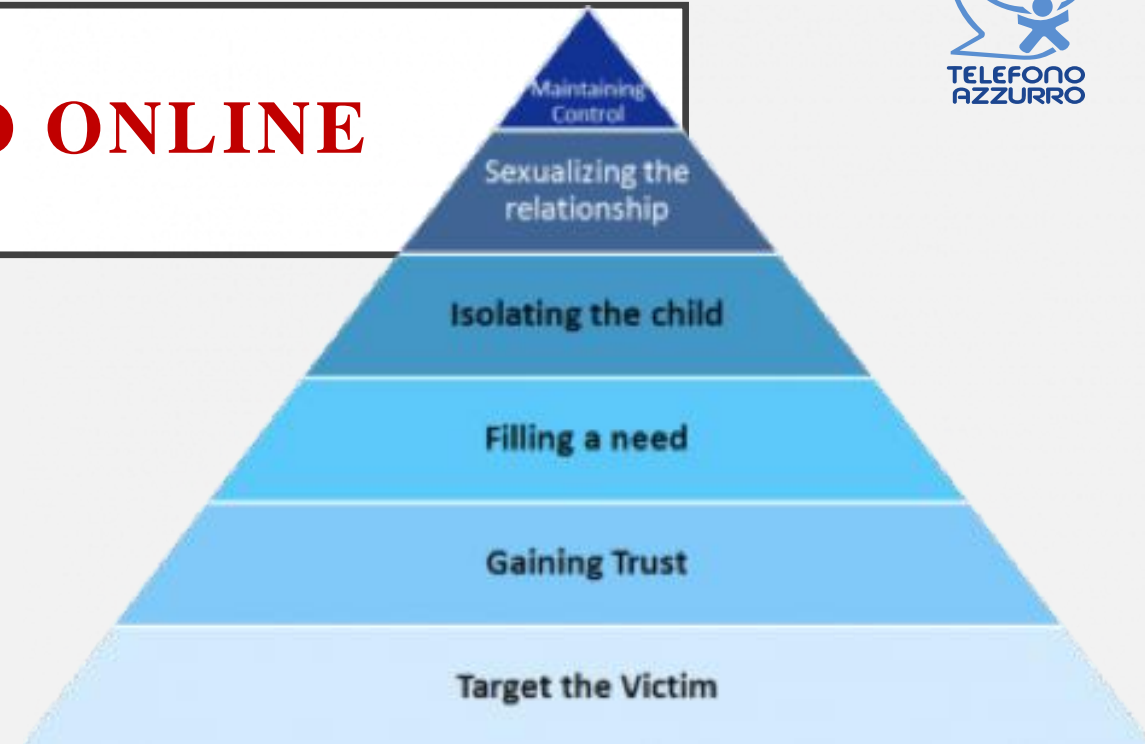 ONLINE
TELEFONO
AZZURRO
Maintaining
Control
Sexualizing the
relationship
Isolating the child
Filling a need
Gaining Trust
Target the Victim